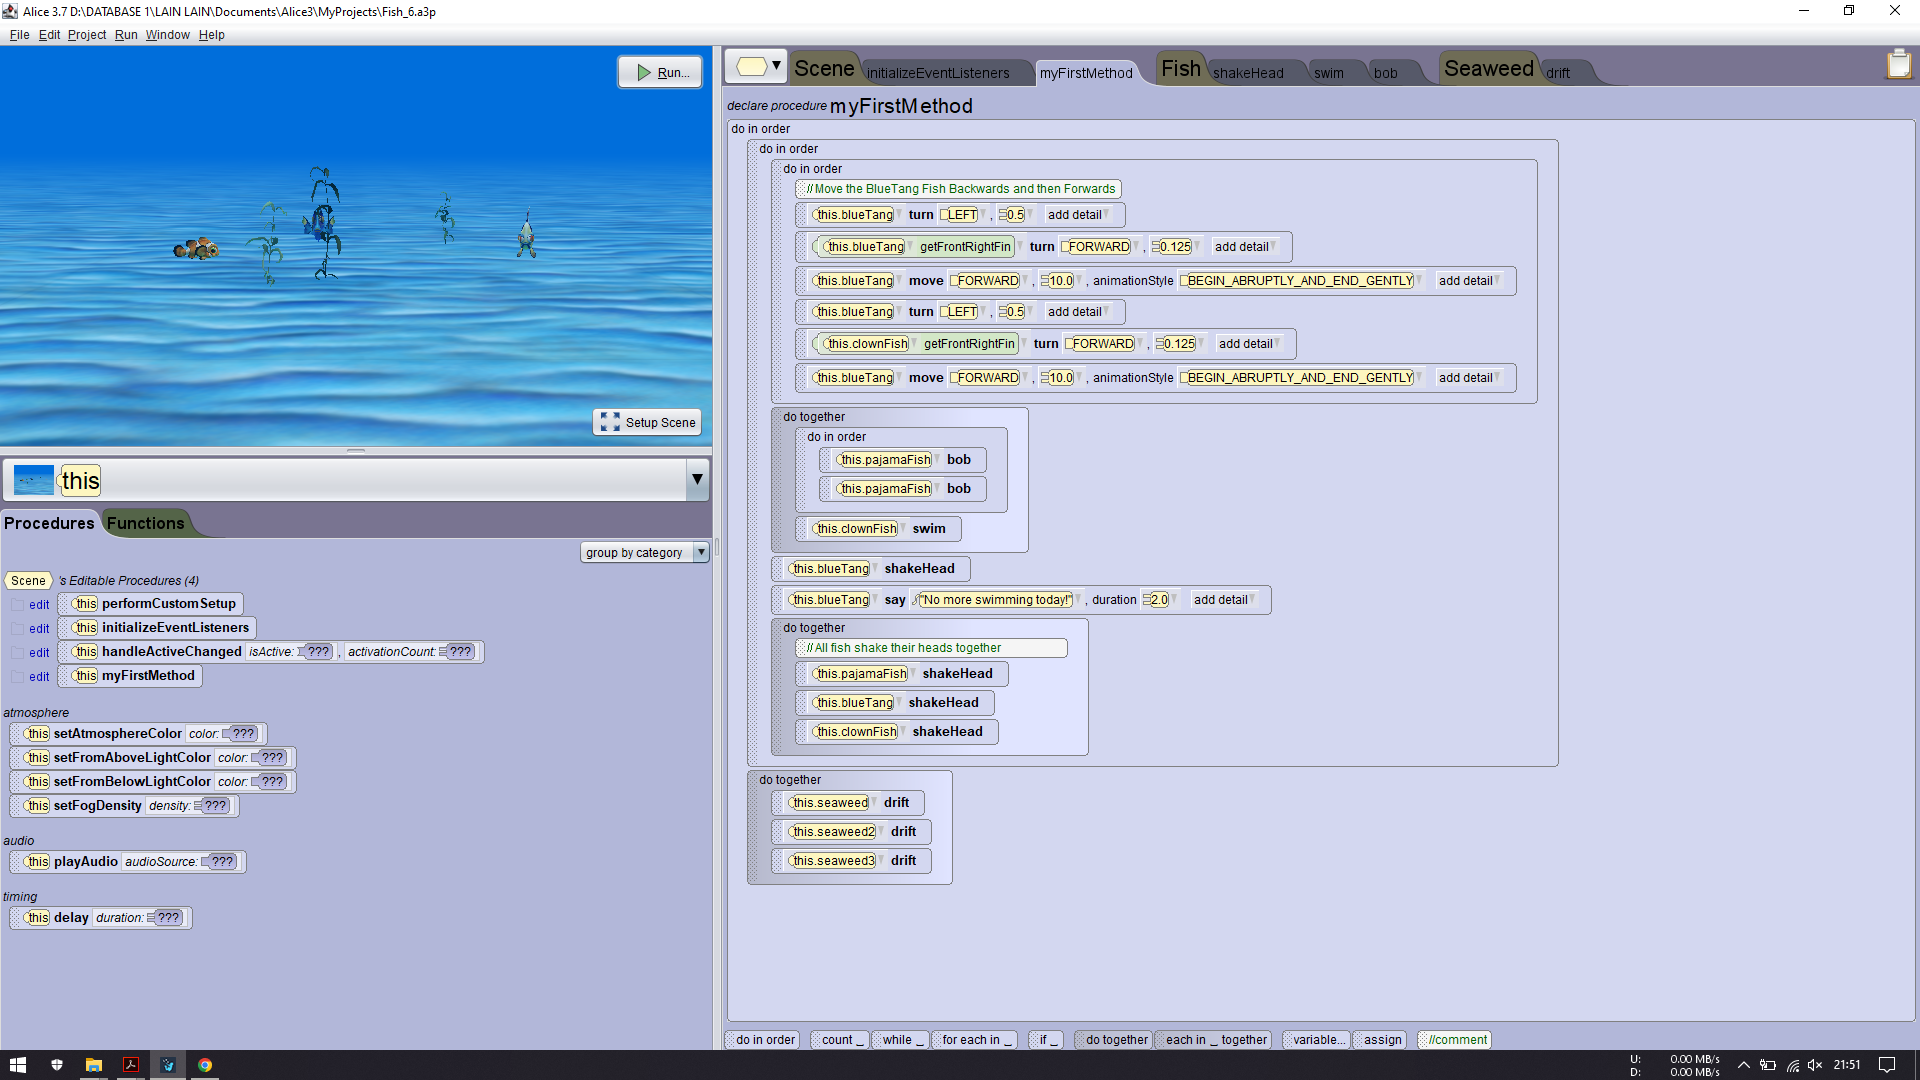 Alice 3.7 D:\DATABASE 1\LAIN LAIN\Documents\Alice3\MyProjects\Fish_6.a3p
File Edit Project Run Window Help
Run...
Setup Scene
this
Procedures Functions
group by category
Scene 's Editable Procedures (4)
edit this performCustomSetup
edit this initializeEventListeners
edit this handleActiveChanged isActive: ??? , activationCount: ???
edit this myFirstMethod
atmosphere
this setAtmosphereColor color: ???
this setFromAboveLightColor color: ???
this setFromBelowLightColor color: ???
this setFogDensity density: ???
audio
this playAudio audioSource: ???
timing
this delay duration: ???
Scene initializeEventListeners myFirstMethod Fish shakeHead swim bob Seaweed drift
declare procedure myFirstMethod
do in order
do in order
do in order
//Move the BlueTang Fish Backwards and then Forwards
this.blueTang turn LEFT , 0.5 add detail
this.blueTang getFrontRightFin turn FORWARD , 0.125 add detail
this.blueTang move FORWARD , 10.0 , animationStyle BEGIN_ABRUPTLY_AND_END_GENTLY add detail
this.blueTang turn LEFT , 0.5 add detail
this.clownFish getFrontRightFin turn FORWARD , 0.125 add detail
this.blueTang move FORWARD , 10.0 , animationStyle BEGIN_ABRUPTLY_AND_END_GENTLY add detail
do together
do in order
this.pajamaFish bob
this.pajamaFish bob
this.clownFish swim
this.blueTang shakeHead
this.blueTang say "No more swimming today!" , duration 2.0 add detail
do together
//All fish shake their heads together
this.pajamaFish shakeHead
this.blueTang shakeHead
this.clownFish shakeHead
do together
this.seaweed drift
this.seaweed2 drift
this.seaweed3 drift
do in order count _ while _ for each in _ if _ do together each in _ together variable... assign //comment
U: 0.00 MB/s
D: 0.00 MB/s
21:51